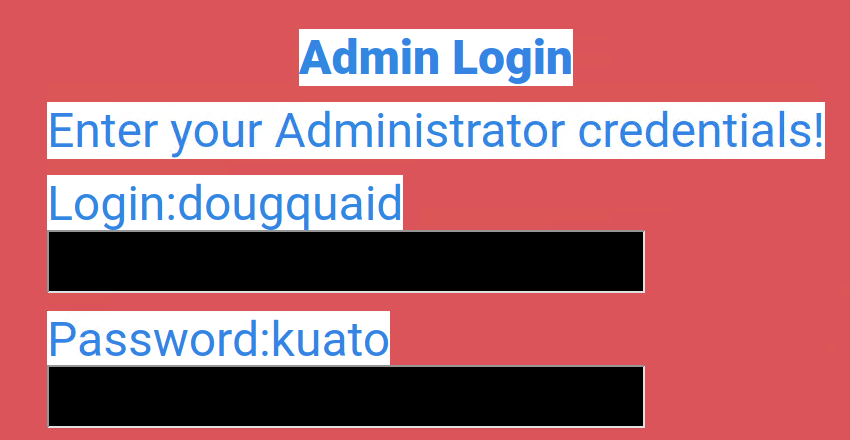 Admin Login
Enter your Administrator credentials!
Login:dougquaid
Password:kuato